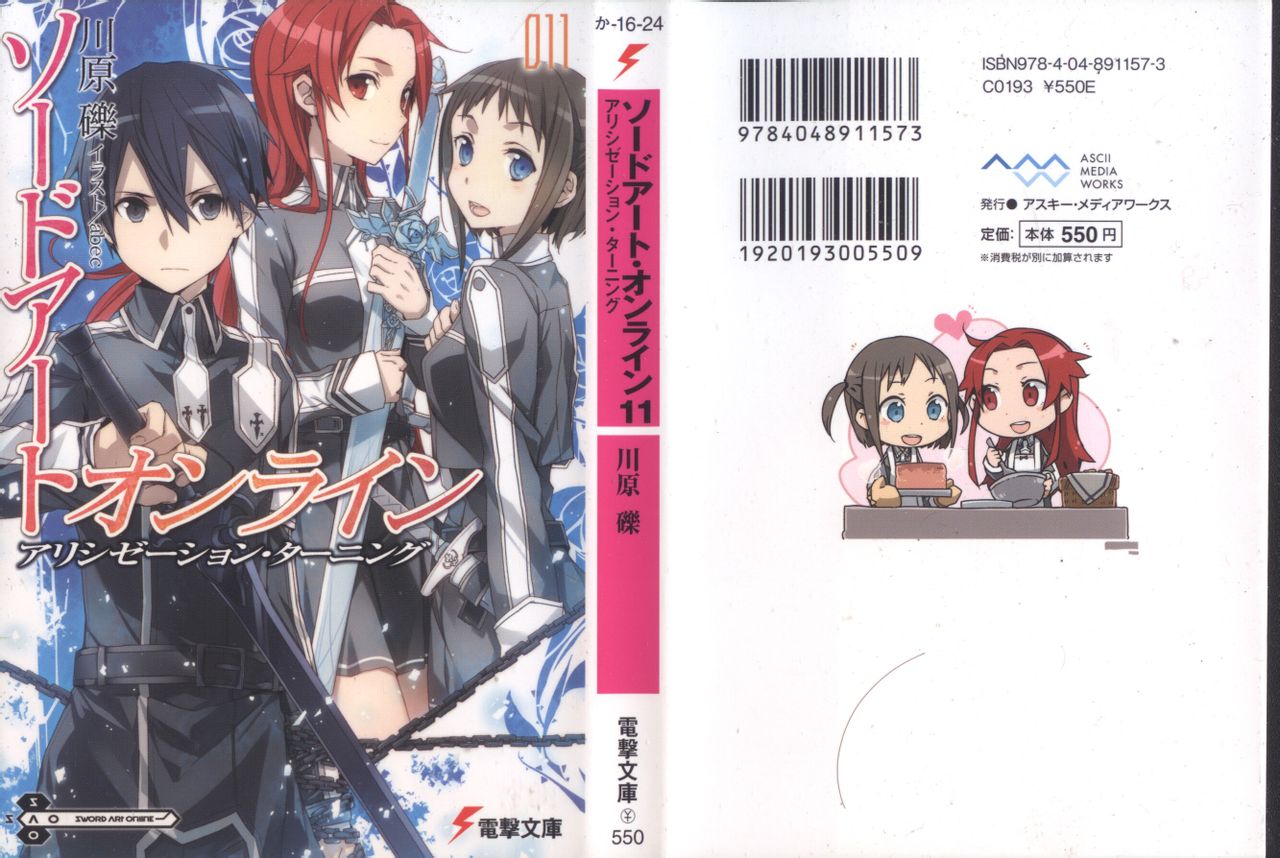 ソードアート
オンライン
アリシゼーション・ターニング
川原 礫
イラスト/abec
011
SAO
SWORD ART ONLINE
電撃文庫
か-16-24
ソードアート・オンライン11
アリシゼーション・ターニング
川原 礫
電撃文庫
¥
550
9784048911573
1920193005509
ISBN978-4-04-891157-3
C0193 ¥550E
ASCII
MEDIA
WORKS
発行●アスキー・メディアワークス
定価:本体 550円
※消費税が別に加算されます